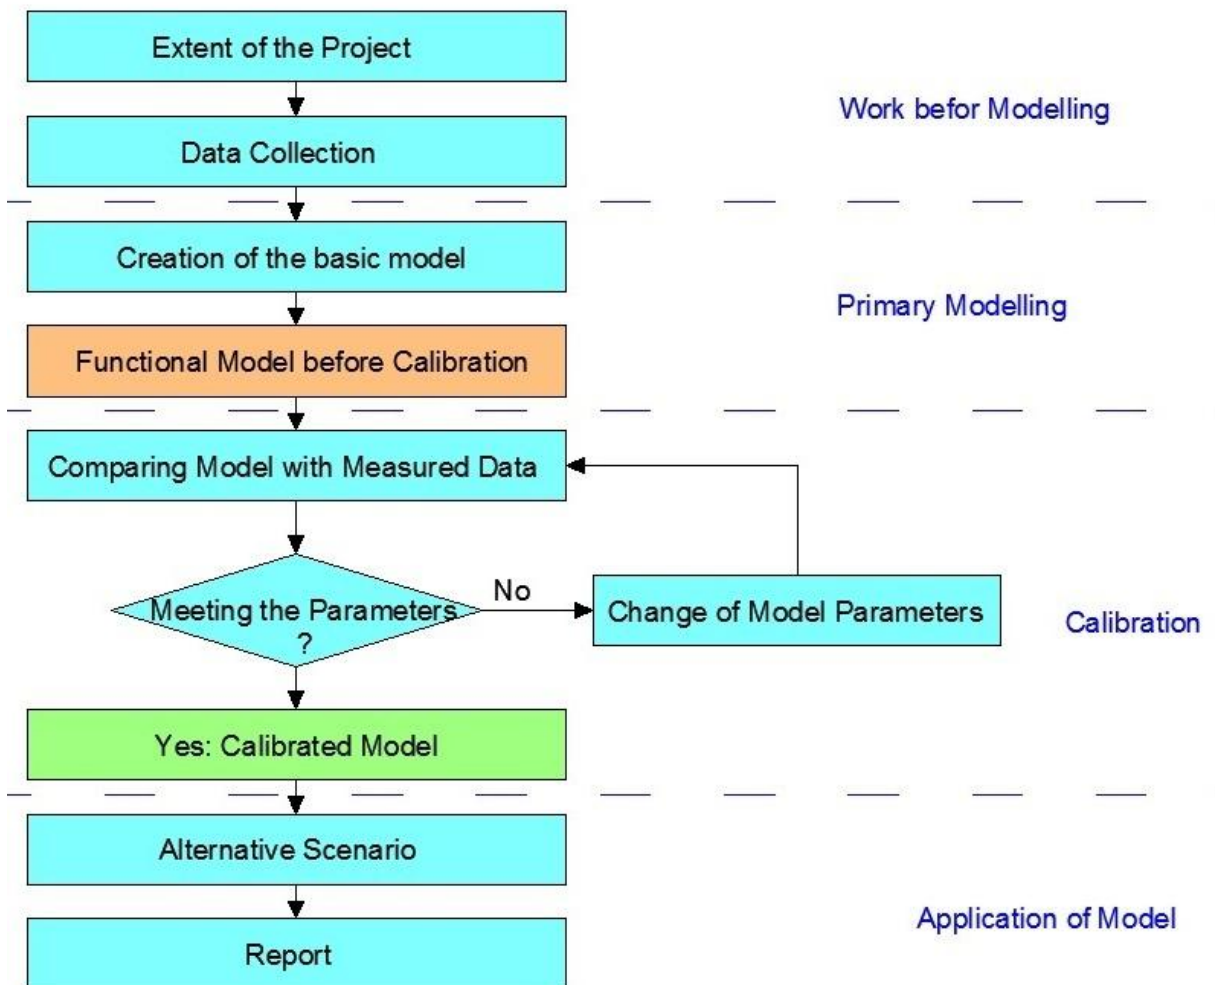 Extent of the Project
Work befor Modelling
Data Collection
Creation of the basic model
Primary Modelling
Functional Model before Calibration
Comparing Model with Measured Data
No
Meeting the Parameters
?
Change of Model Parameters
Calibration
Yes: Calibrated Model
Alternative Scenario
Application of Model
Report